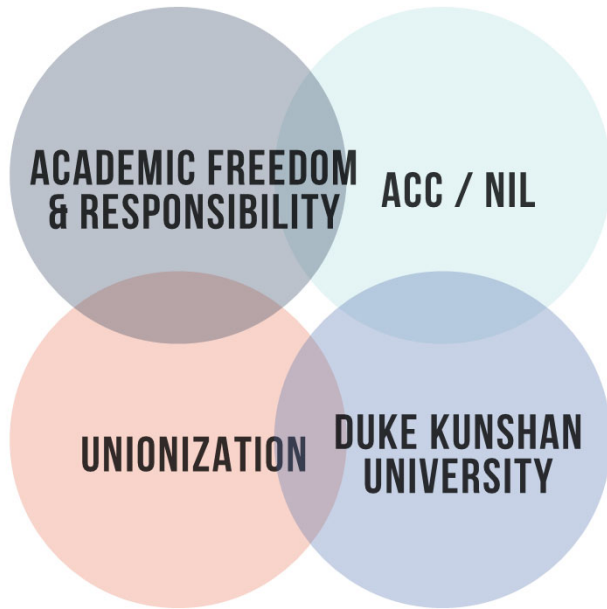 ACADEMIC FREEDOM
& RESPONSIBILITY
ACC / NIL
UNIONIZATION
DUKE KUNSHAN
UNIVERSITY